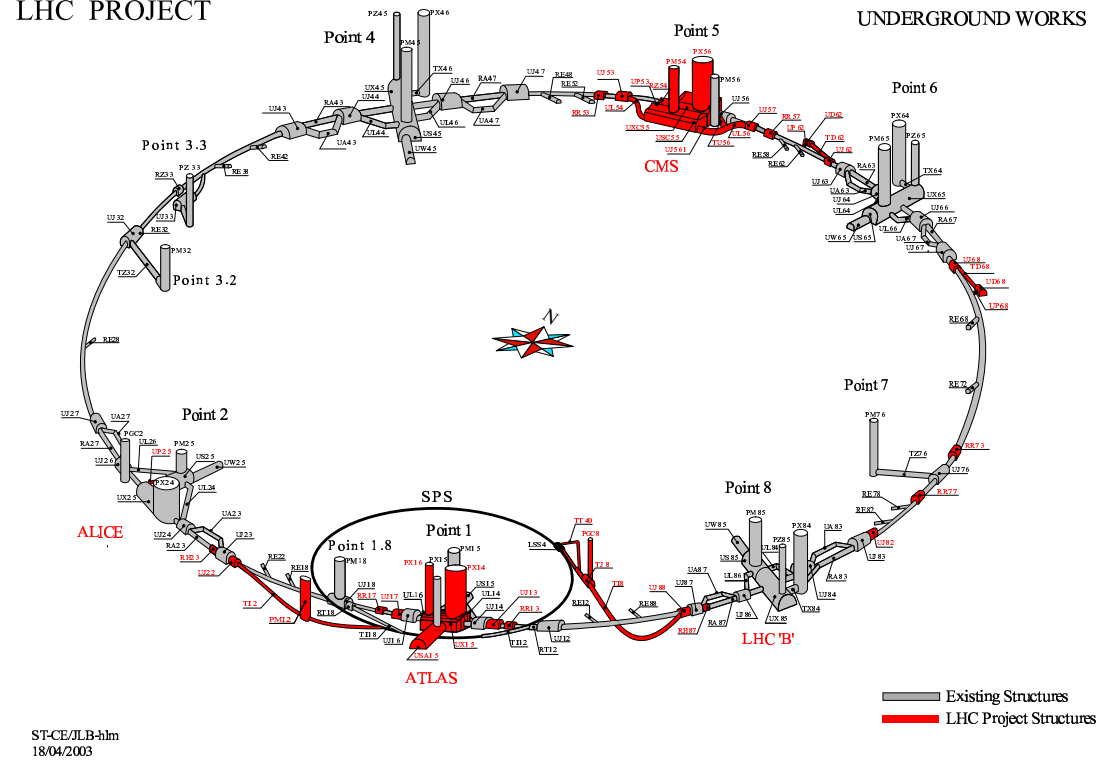 LHC PROJECT
UNDERGROUND WORKS
Point 4
PZ45
PX46
PM45
TX46
UX45
UJ46
RA47
UJ47
RE48
RE52
UJ44
RA43
UJ43
UA43
UL44
UL46
UA47
US45
UW45
Point 5
UJ53
UP53
RZ54
PM54
PX56
PM56
RR53
UL54
UXC55
USC55
UJ561
TU56
UL56
UJ56
UJ57
RR57
CMS
UP62
UD62
TD62
UJ62
RE58
RE62
Point 6
PX64
PM65
PZ65
TX64
RA63
UJ63
UA63
UJ64
UL64
UX65
UJ66
RA67
UL66
UA67
UJ67
UW65
US65
UJ68
TD68
UD68
UP68
RE68
RE72
Point 3.3
RE42
RE38
PZ 33
RZ33
UJ33
UJ32
RE32
PM32
TZ32
Point 3.2
RE28
N
Point 7
PM76
RR73
TZ76
UJ76
RR77
RE78
RE82
UJ82
Point 2
UJ27
UA27
PGC2
UL26
UP25
PM25
RA27
UJ26
US25
UW25
PX24
UX25
UL24
UA23
ALICE
UJ24
RA23
UJ23
RH23
UJ22
RE22
RE18
TI2
PMI2
SPS
Point 1
Point 1.8
PM18
PX16
PX15
PM15
PX14
UJ18
RR17
UJ17
UL16
US15
UL14
UJ14
UJ13
RR13
RT18
TI18
UJ16
USA15
UX15
TI12
RT12
UJ12
ATLAS
LSS4
TT40
PGC8
TJ8
TI8
RE12
RE88
UJ88
UJ87
UA87
RH87
RA87
UJ86
UL86
Point 8
PM85
UW85
PX84
US85
UL84
PZ85
UA83
UJ83
RA83
UJ84
TX84
UX85
LHC 'B'
Existing Structures
LHC Project Structures
ST-CE/JLB-hlm
18/04/2003